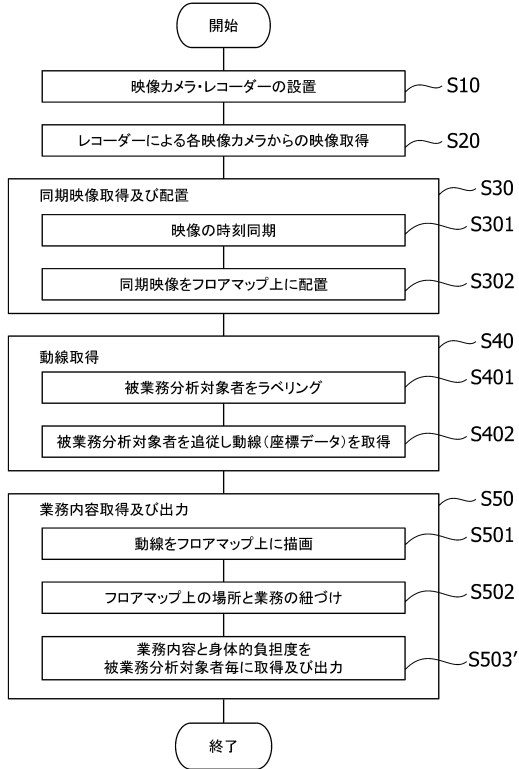 開始
映像カメラ・レコーダーの設置
S10
レコーダーによる各映像カメラからの映像取得
S20
同期映像取得及び配置
S30
映像の時刻同期
S301
同期映像をフロアマップ上に配置
S302
動線取得
S40
被業務分析対象者をラベリング
S401
被業務分析対象者を追従し動線(座標データ)を取得
S402
業務内容取得及び出力
S50
動線をフロアマップ上に描画
S501
フロアマップ上の場所と業務の紐づけ
S502
業務内容と身体的負担度を
被業務分析対象者毎に取得及び出力
S503′
終了